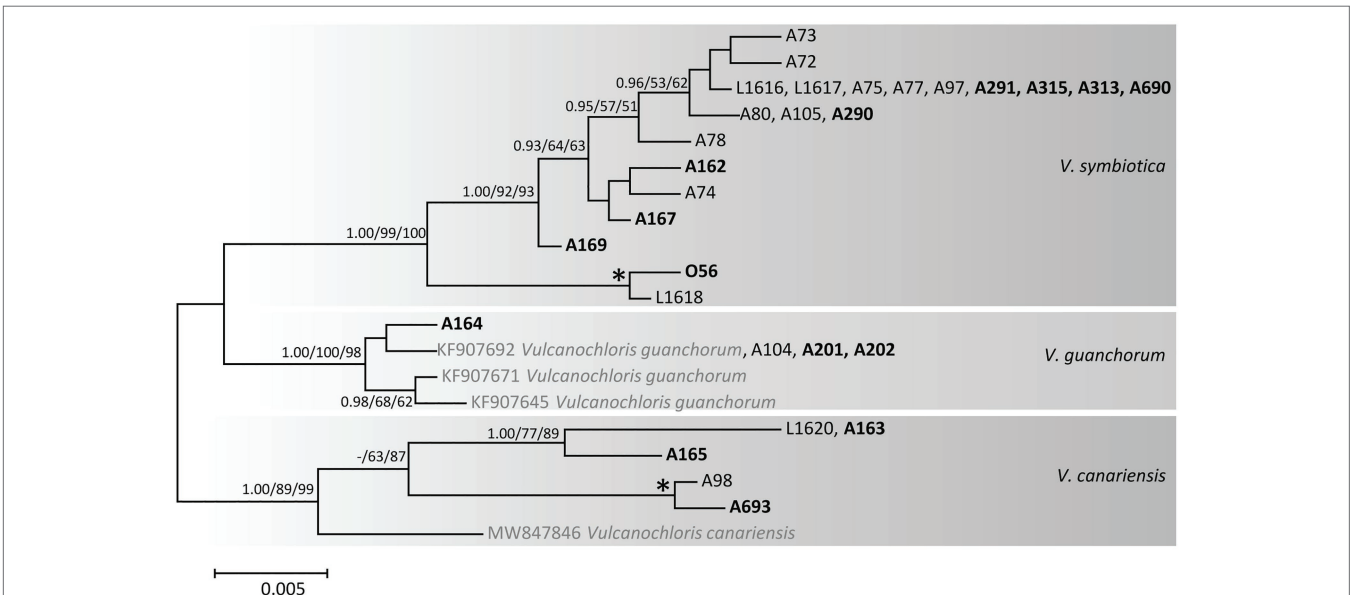 A73
A72
0.96/53/62
L1616, L1617, A75, A77, A97, A291, A315, A313, A690
0.95/57/51
A80, A105, A290
A78
0.93/64/63
A162
V. symbiotica
1.00/92/93
A74
A167
1.00/99/100
A169
*
O56
L1618
A164
1.00/100/98
KF907692 Vulcanochloris guanchorum, A104, A201, A202
V. guanchorum
KF907671 Vulcanochloris guanchorum
0.98/68/62
KF907645 Vulcanochloris guanchorum
1.00/77/89
L1620, A163
-/63/87
A165
V. canariensis
1.00/89/99
*
A98
A693
MW847846 Vulcanochloris canariensis
0.005